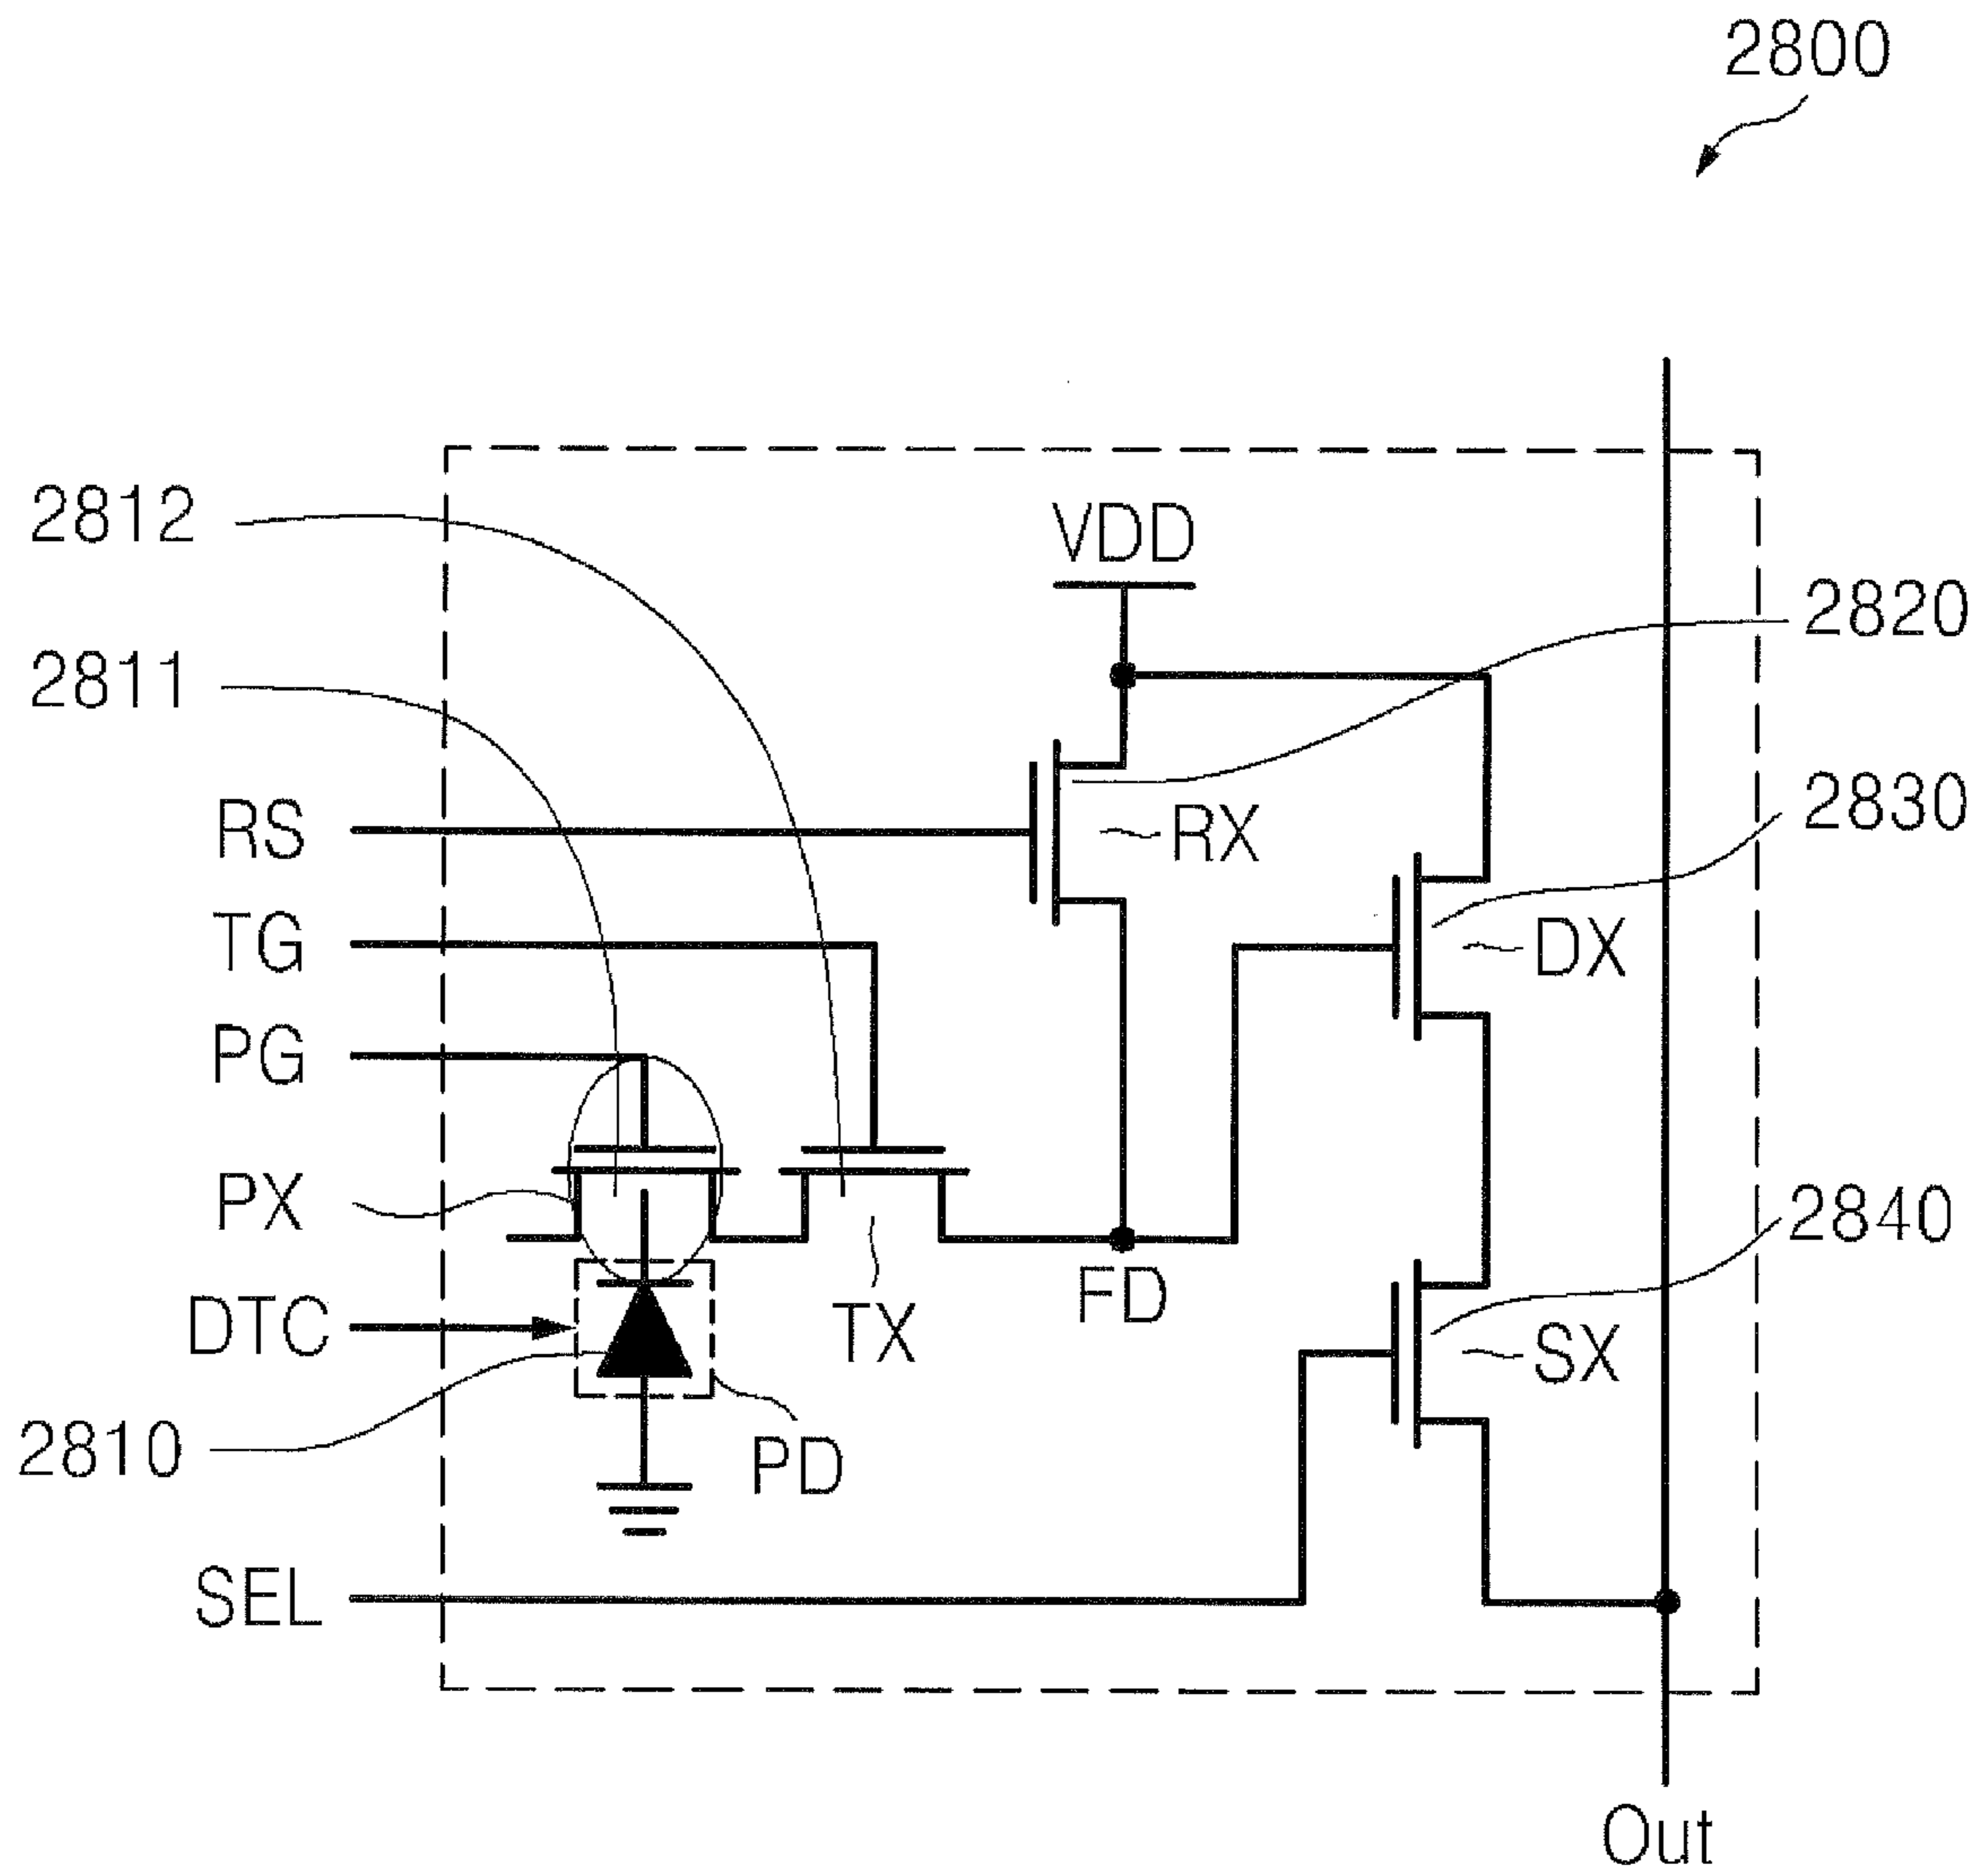 2800
2812
VDD
2820
2811
2830
RS
RX
TG
DX
PG
PX
2840
FD
DTC
TX
SX
2810
PD
SEL
Out